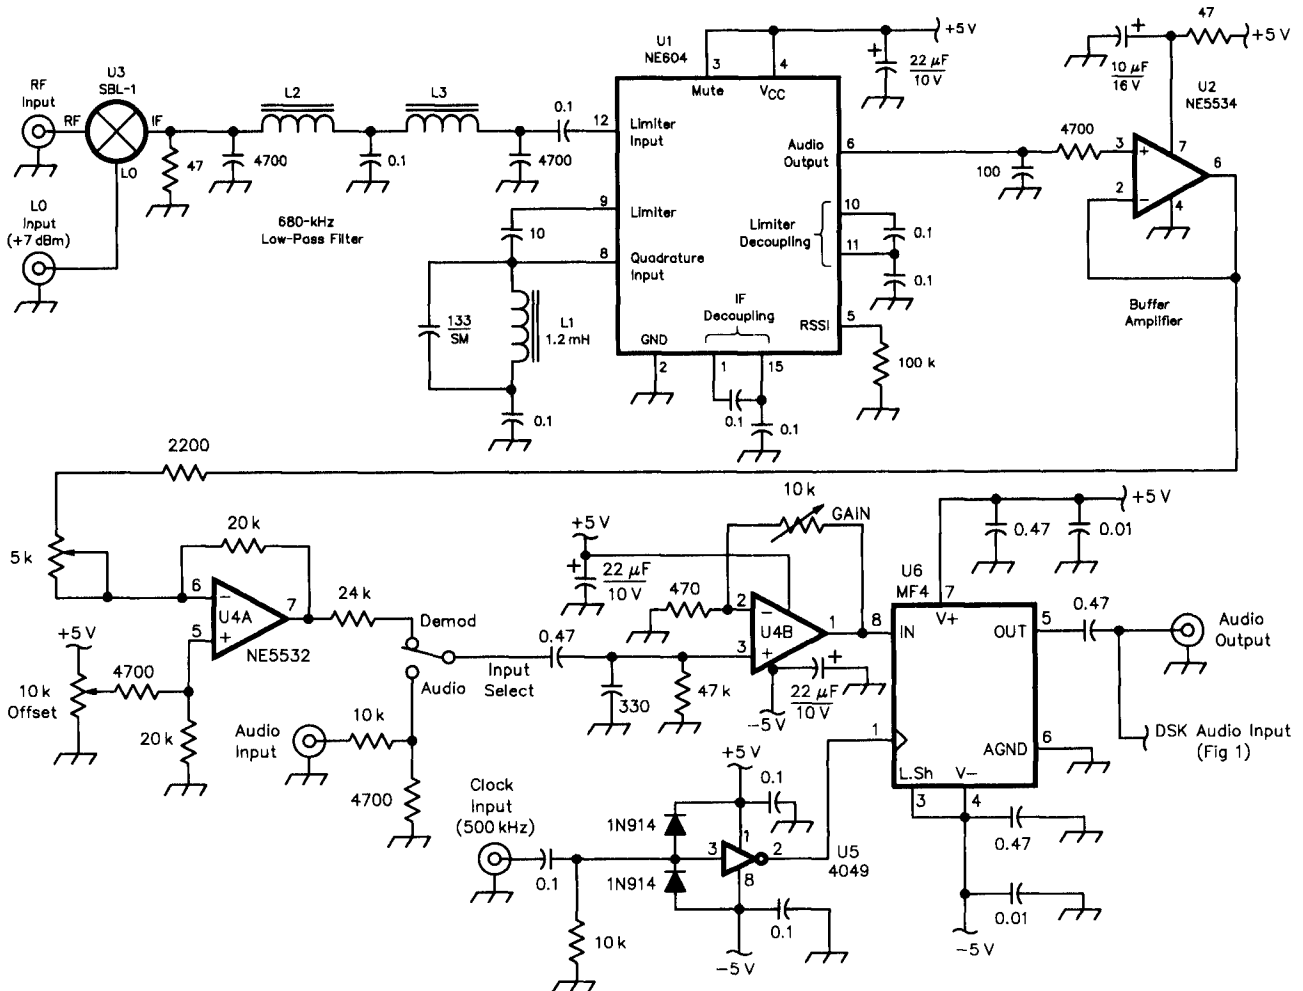 RF
Input
U3
SBL-1
RF
IF
LO
47
LO
Input
(+7 dBm)
4700
L2
0.1
L3
4700
0.1
680-kHz
Low-Pass Filter
U1
NE604
3
4
Mute
VCC
+5 V
+
22 µF
10 V
12
Limiter
Input
9
Limiter
10
8
Quadrature
Input
133
SM
L1
1.2 mH
0.1
GND
2
IF
Decoupling
1
15
0.1
0.1
Audio
Output
6
Limiter
Decoupling
10
11
0.1
0.1
RSSI
5
100 k
100
4700
+
10 µF
16 V
47
+5 V
U2
NE5534
3
+
7
2
−
4
6
Buffer
Amplifier
2200
5 k
20 k
6
−
U4A
7
5
+
NE5532
+5 V
10 k
Offset
4700
20 k
24 k
Demod
Audio
Input
Select
Audio
Input
10 k
4700
0.47
330
47 k
+5 V
+
22 µF
10 V
470
10 k
GAIN
2
−
U4B
1
3
+
+
22 µF
10 V
−5 V
Clock
Input
(500 kHz)
0.1
10 k
1N914
1N914
+5 V
0.1
1
3
2
8
U5
4049
0.1
−5 V
+5 V
0.47
0.01
U6
MF4
7
V+
8
IN
OUT
5
0.47
Audio
Output
DSK Audio Input
(Fig 1)
1
AGND
6
L.Sh
V−
3
4
0.47
0.01
−5 V